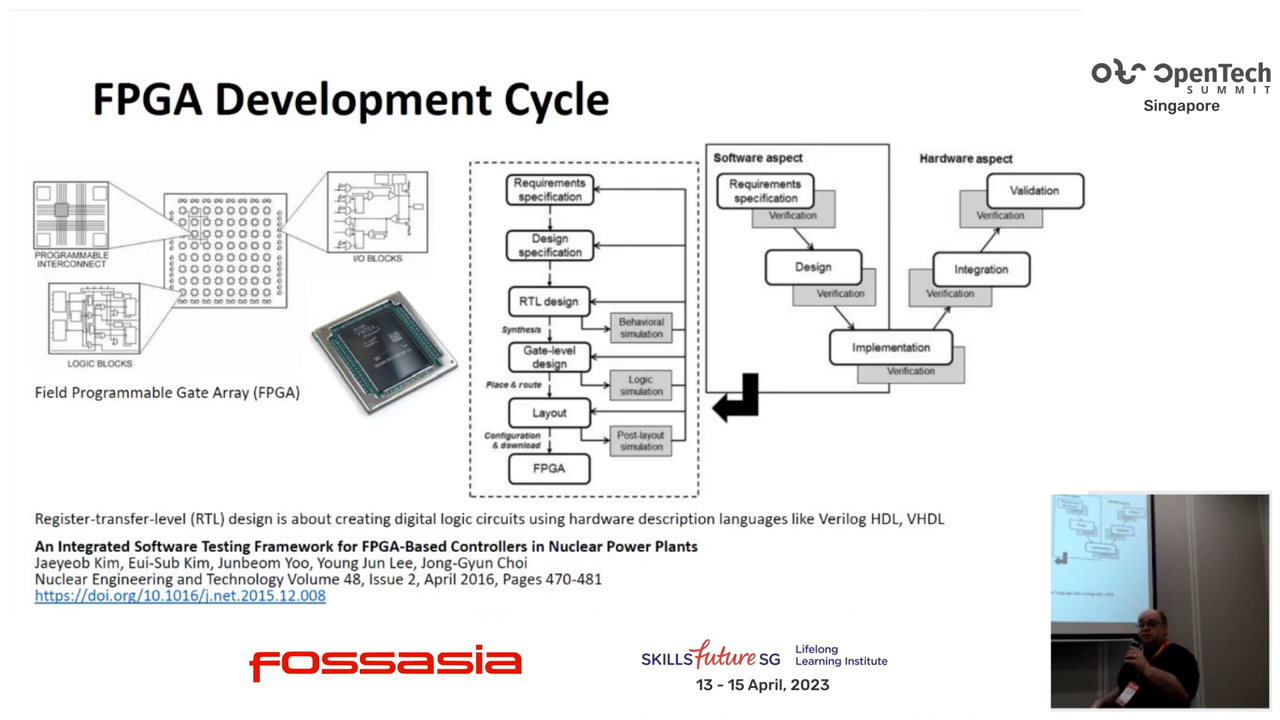 FPGA Development Cycle
OpenTech
SUMMIT
Singapore
PROGRAMMABLE
INTERCONNECT
I/O BLOCKS
LOGIC BLOCKS
Field Programmable Gate Array (FPGA)
Requirements
specification
Design
specification
RTL design
Synthesis
Behavioral
simulation
Gate-level
design
Place & route
Logic
simulation
Layout
Configuration
& download
Post-layout
simulation
FPGA
Software aspect
Requirements
specification
Verification
Design
Verification
Implementation
Verification
Hardware aspect
Validation
Verification
Integration
Verification
Register-transfer-level (RTL) design is about creating digital logic circuits using hardware description languages like Verilog HDL, VHDL
An Integrated Software Testing Framework for FPGA-Based Controllers in Nuclear Power Plants
Jaeyeob Kim, Eui-Sub Kim, Junbeom Yoo, Young Jun Lee, Jong-Gyun Choi
Nuclear Engineering and Technology Volume 48, Issue 2, April 2016, Pages 470-481
https://doi.org/10.1016/j.net.2015.12.008
fossasia
SKILLSfuture SG
Lifelong
Learning Institute
13 - 15 April, 2023